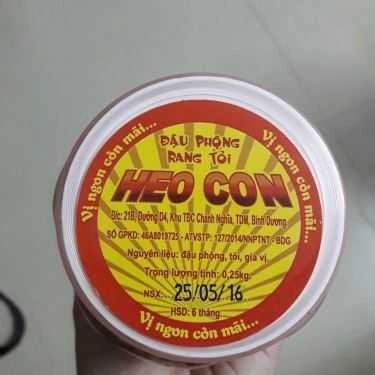 ĐẬU PHỘNG
RANG TỎI
HEO CON
Đ/c: 21B, Đường D4, Khu TĐC Chánh Nghĩa, TDM, Bình Dương
SỐ GPKD: 46A8019725 - ATVSTP: 127/2014/NNPTNT - BDG
Nguyên liệu: đậu phộng, tỏi, gia vị.
Trọng lượng tịnh: 0,25kg.
NSX:... 25/05/16
HSD: 6 tháng
Vị ngon còn mãi...
Vị ngon còn mãi...
Vị ngon còn mãi...